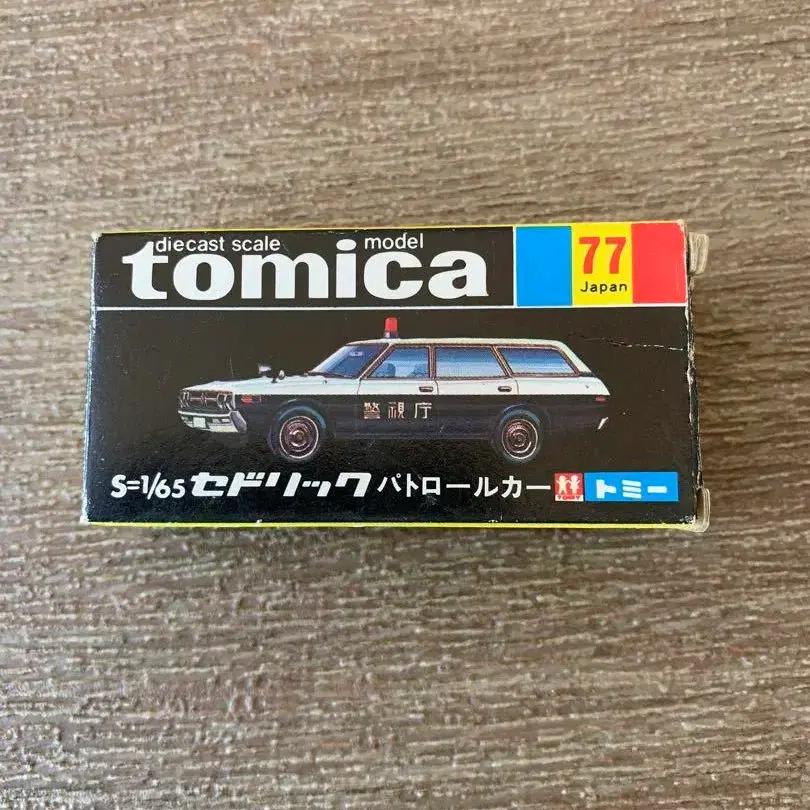 diecast scale model
tomica
77
Japan
警視庁
S=1/65 セドリック パトロールカー TOMY トミー